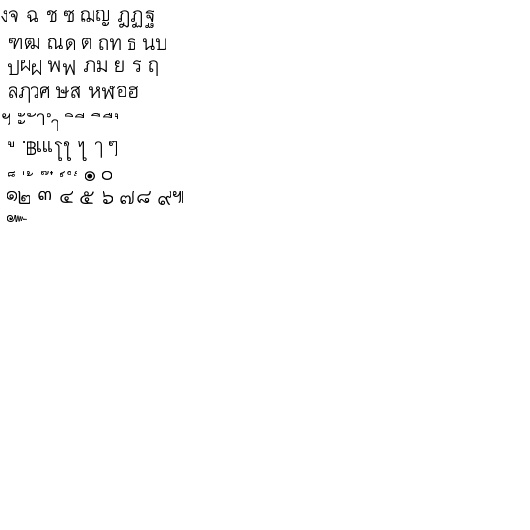 งจ ฉ ช ซ ฌญ ฎฏฐ
ฑฒ ณด ต ถท ธ นบ
ปผฝ พฟ ภม ย ร ฤ
ลฦวศ ษส หฬอฮ
ฯ ะ ั า ำ ิ ี ึ ื ุ
ู ฺ ฿เแโใ ไ ๅ ๆ
็ ่ ้ ๊ ๋ ์ ํ ๎ ๏ ๐
๑๒ ๓ ๔ ๕ ๖ ๗๘ ๙๚
๛